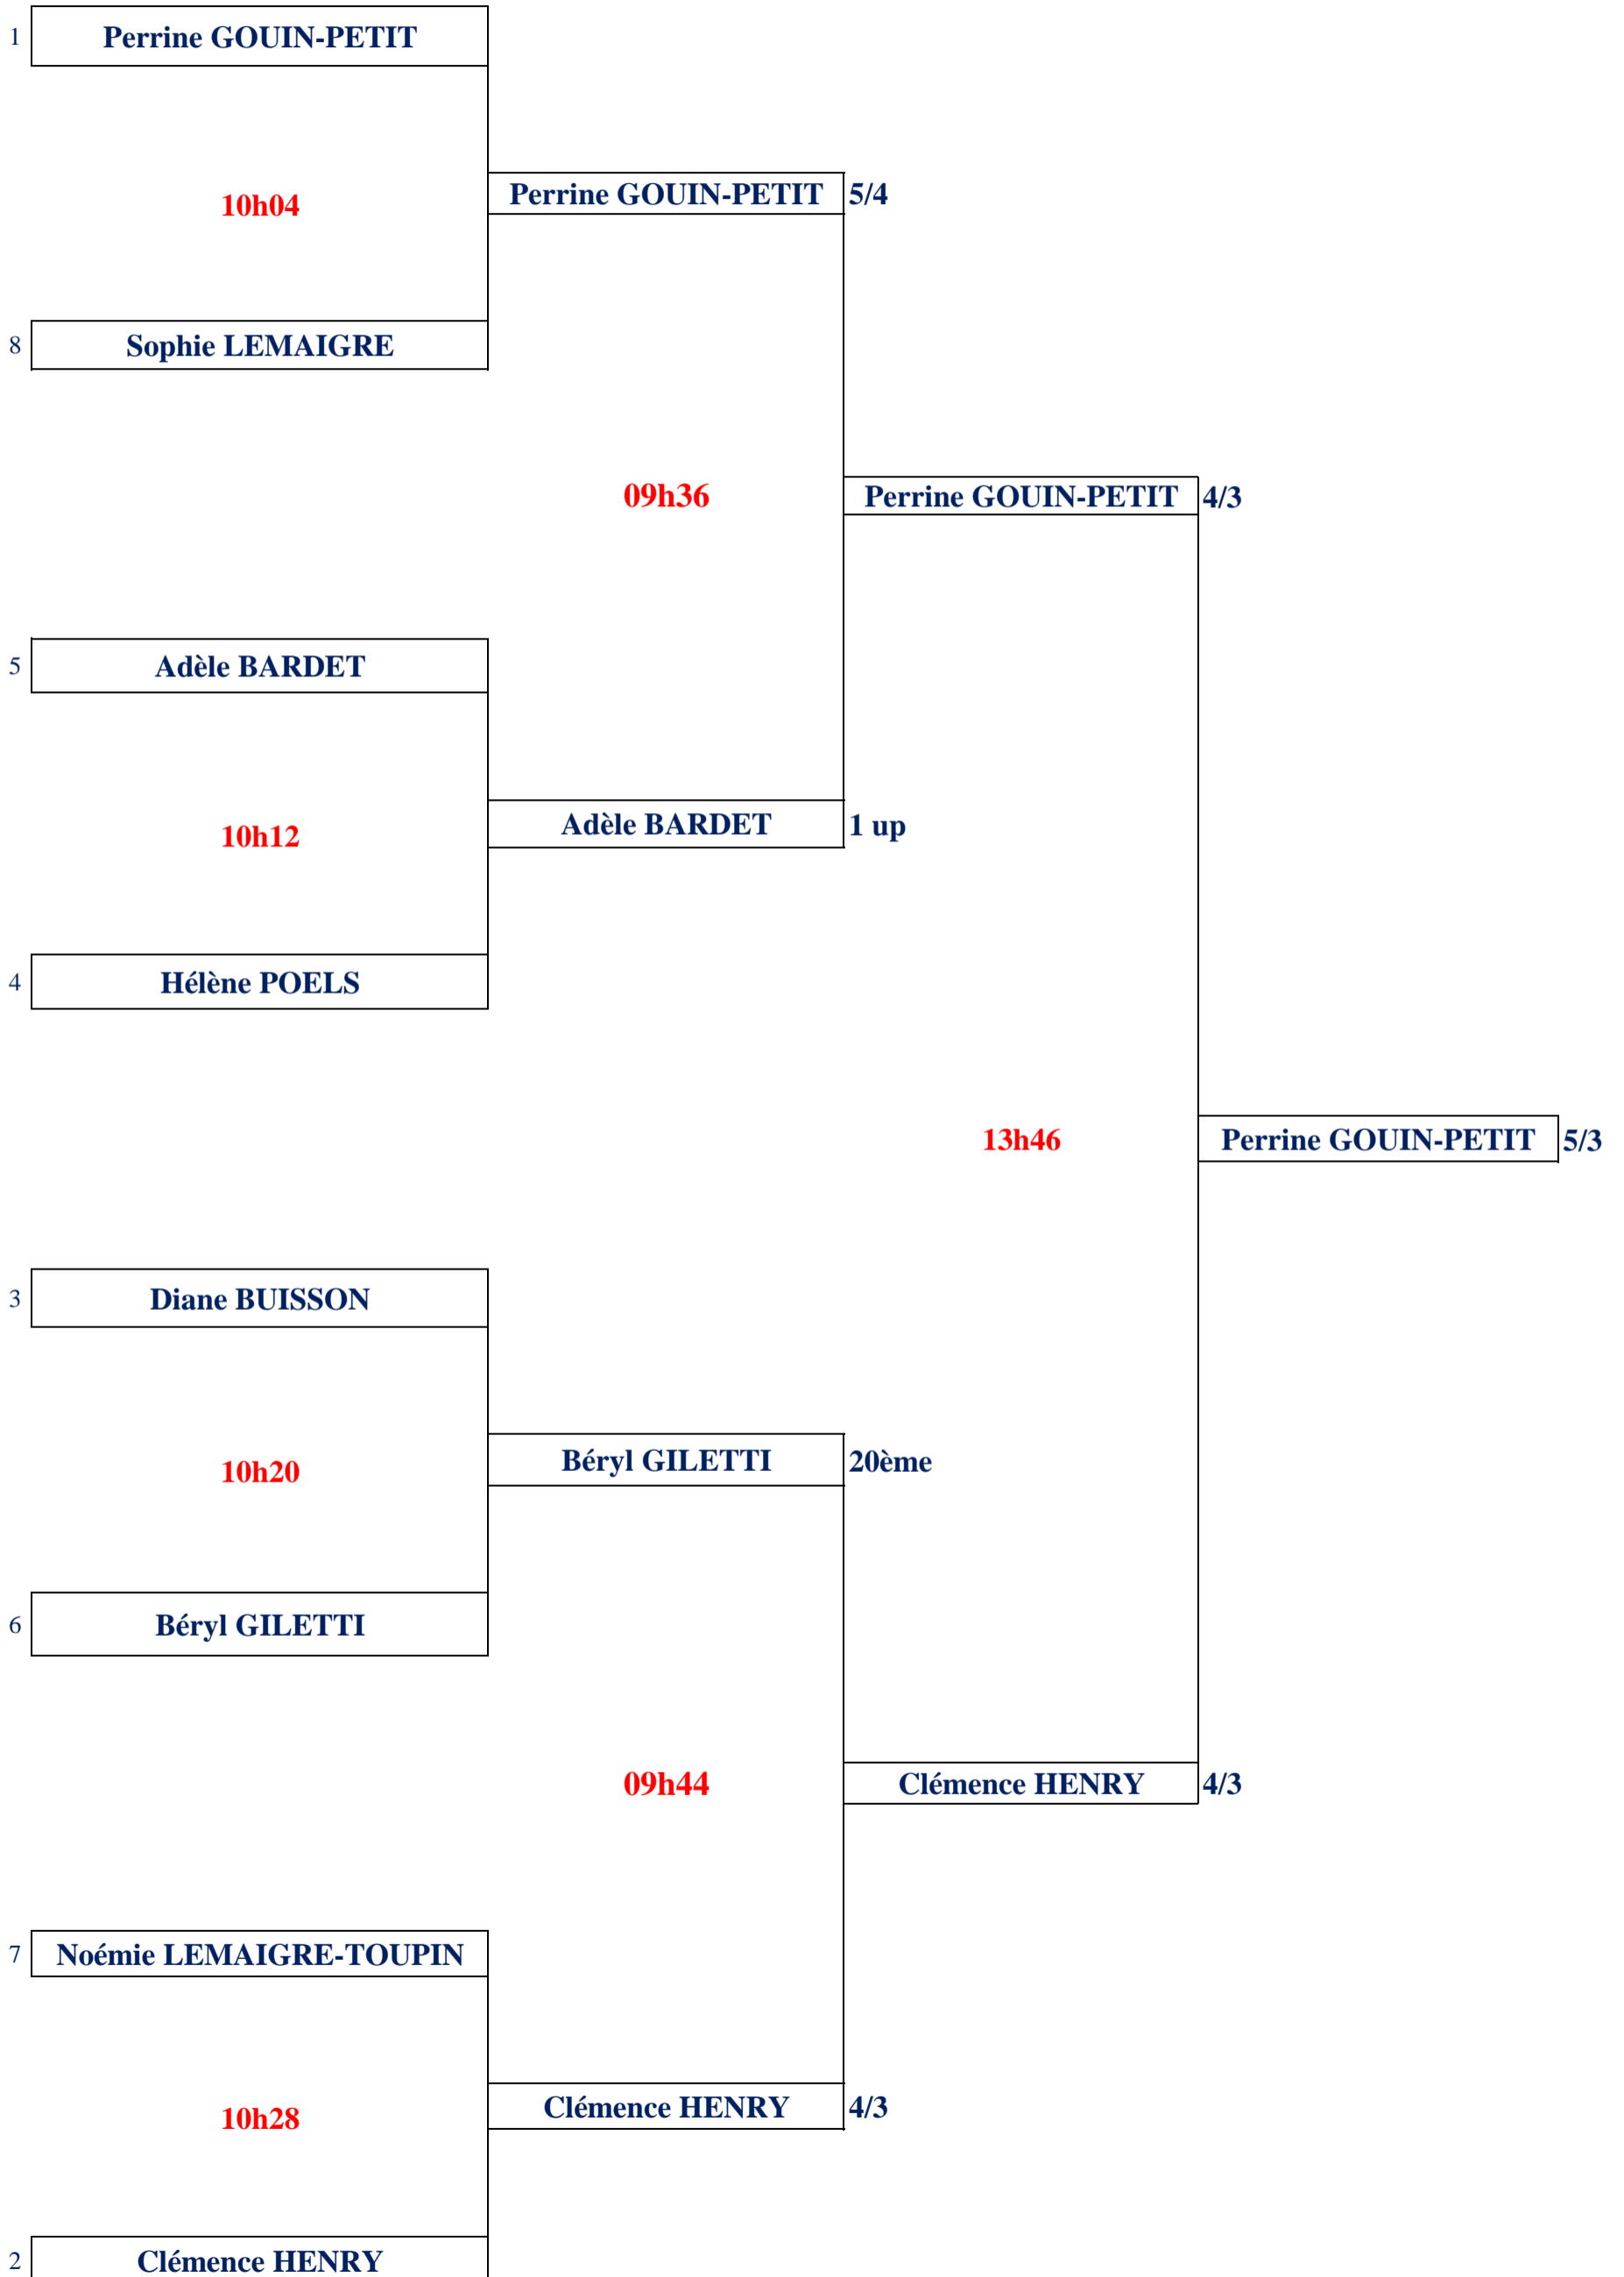 1 Perrine GOUIN-PETIT
Perrine GOUIN-PETIT 5/4
10h04
8 Sophie LEMAIGRE
09h36
Perrine GOUIN-PETIT 4/3
5 Adèle BARDET
Adèle BARDET 1 up
10h12
4 Hélène POELS
13h46
Perrine GOUIN-PETIT 5/3
3 Diane BUISSON
Béryl GILETTI 20ème
10h20
6 Béryl GILETTI
09h44
Clémence HENRY 4/3
7 Noémie LEMAIGRE-TOUPIN
Clémence HENRY 4/3
10h28
2 Clémence HENRY